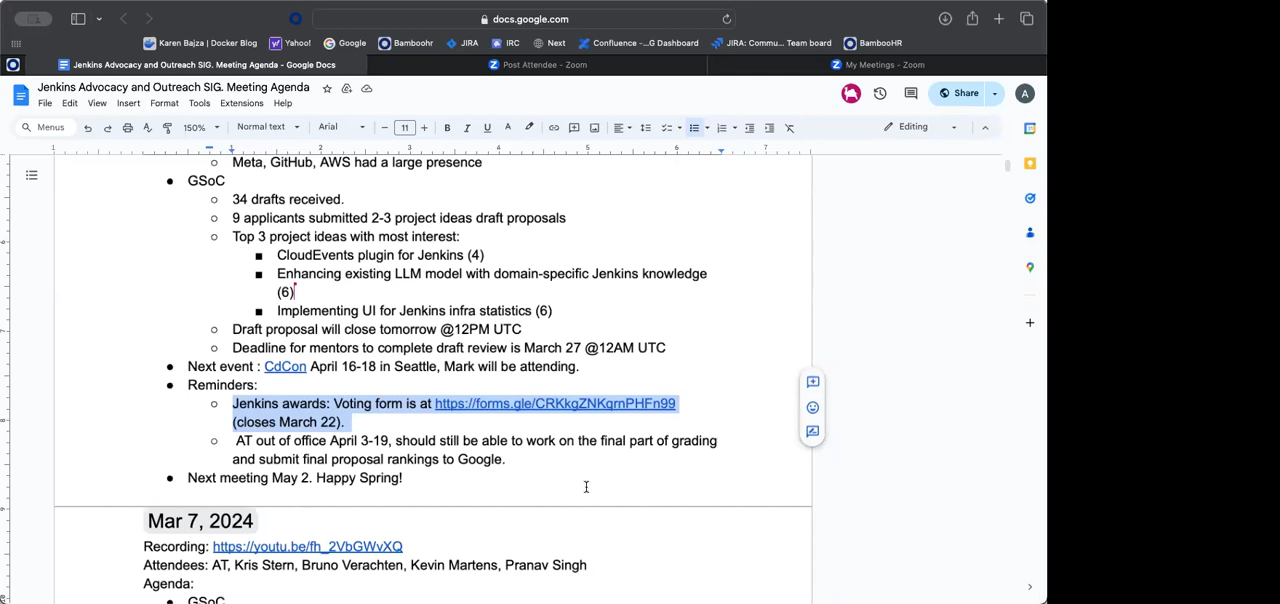 docs.google.com
Karen Bajza | Docker Blog
Yahoo!
Google
Bamboohr
JIRA
IRC
Next
Confluence ...G Dashboard
JIRA: Commu... Team board
BambooHR
Jenkins Advocacy and Outreach SIG. Meeting Agenda - Google Docs
Post Attendee - Zoom
My Meetings - Zoom
Jenkins Advocacy and Outreach SIG. Meeting Agenda
Share
A
File Edit View Insert Format Tools Extensions Help
Menus 150% Normal text Arial 11 B I U A Editing
1 1 2 3 4 5 6 7
Meta, GitHub, AWS had a large presence
GSoC
34 drafts received.
9 applicants submitted 2-3 project ideas draft proposals
Top 3 project ideas with most interest:
CloudEvents plugin for Jenkins (4)
Enhancing existing LLM model with domain-specific Jenkins knowledge
(6)
Implementing UI for Jenkins infra statistics (6)
Draft proposal will close tomorrow @12PM UTC
Deadline for mentors to complete draft review is March 27 @12AM UTC
Next event : CdCon April 16-18 in Seattle, Mark will be attending.
Reminders:
Jenkins awards: Voting form is at https://forms.gle/CRKkgZNKqrnPHFn99
(closes March 22).
AT out of office April 3-19, should still be able to work on the final part of grading
and submit final proposal rankings to Google.
Next meeting May 2. Happy Spring!
Mar 7, 2024
Recording: https://youtu.be/fh_2VbGWvXQ
Attendees: AT, Kris Stern, Bruno Verachten, Kevin Martens, Pranav Singh
Agenda:
GSoC